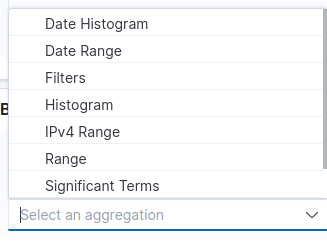 Date Histogram
Date Range
Filters
B
Histogram
IPv4 Range
Range
Significant Terms
Select an aggregation